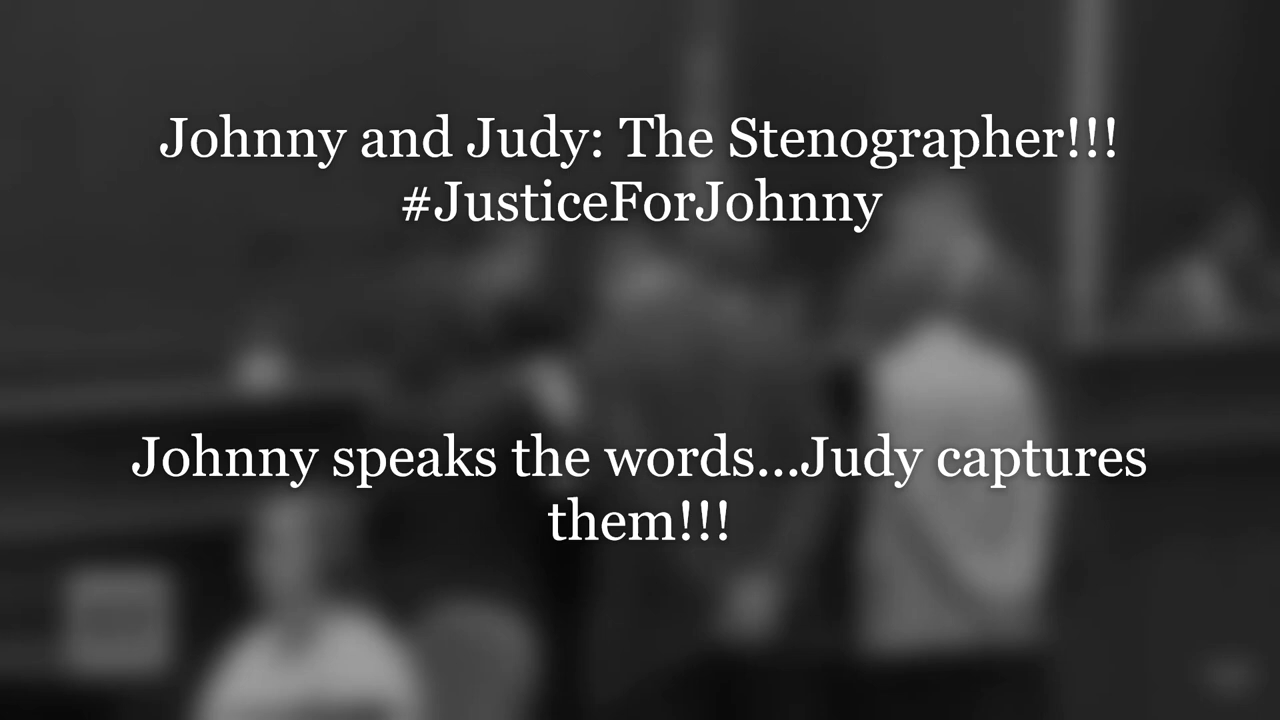 Johnny and Judy: The Stenographer!!!
#JusticeForJohnny
Johnny speaks the words...Judy captures
them!!!